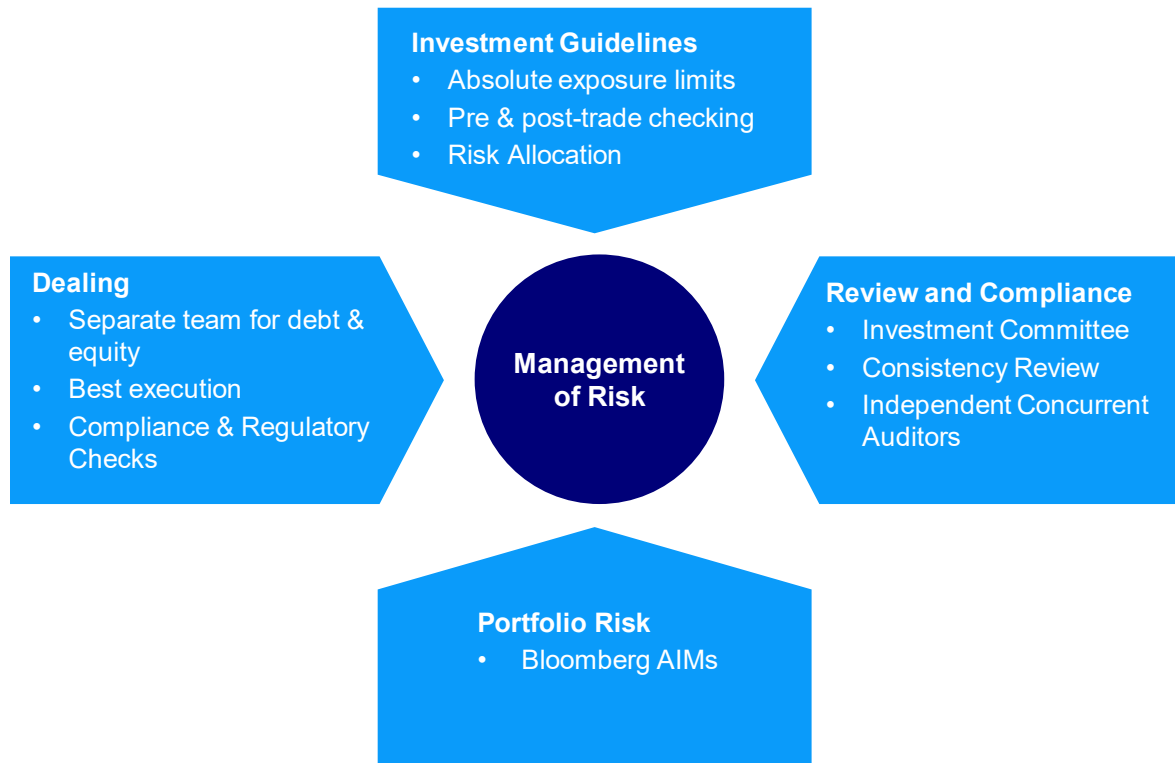 Investment Guidelines
• Absolute exposure limits
• Pre & post-trade checking
• Risk Allocation
Dealing
• Separate team for debt &
equity
• Best execution
• Compliance & Regulatory
Checks
Management
of Risk
Review and Compliance
• Investment Committee
• Consistency Review
• Independent Concurrent
Auditors
Portfolio Risk
• Bloomberg AIMs